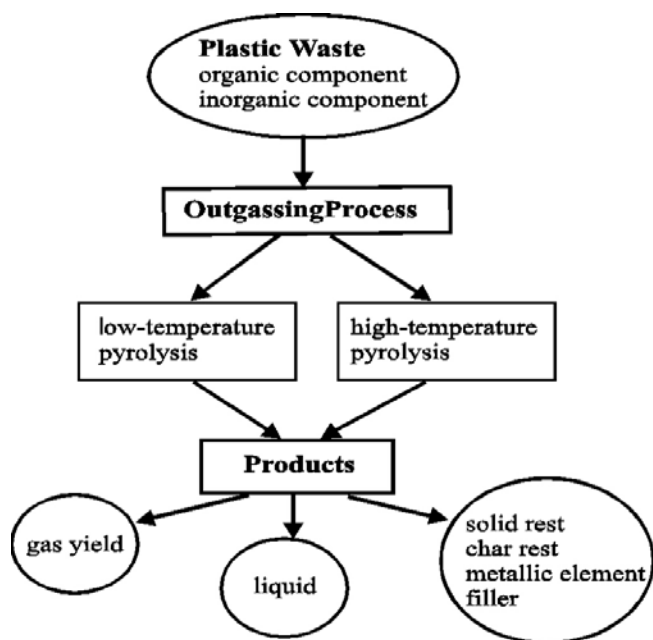 Plastic Waste
organic component
inorganic component
OutgassingProcess
low-temperature
pyrolysis
high-temperature
pyrolysis
Products
gas yield
liquid
solid rest
char rest
metallic element
filler